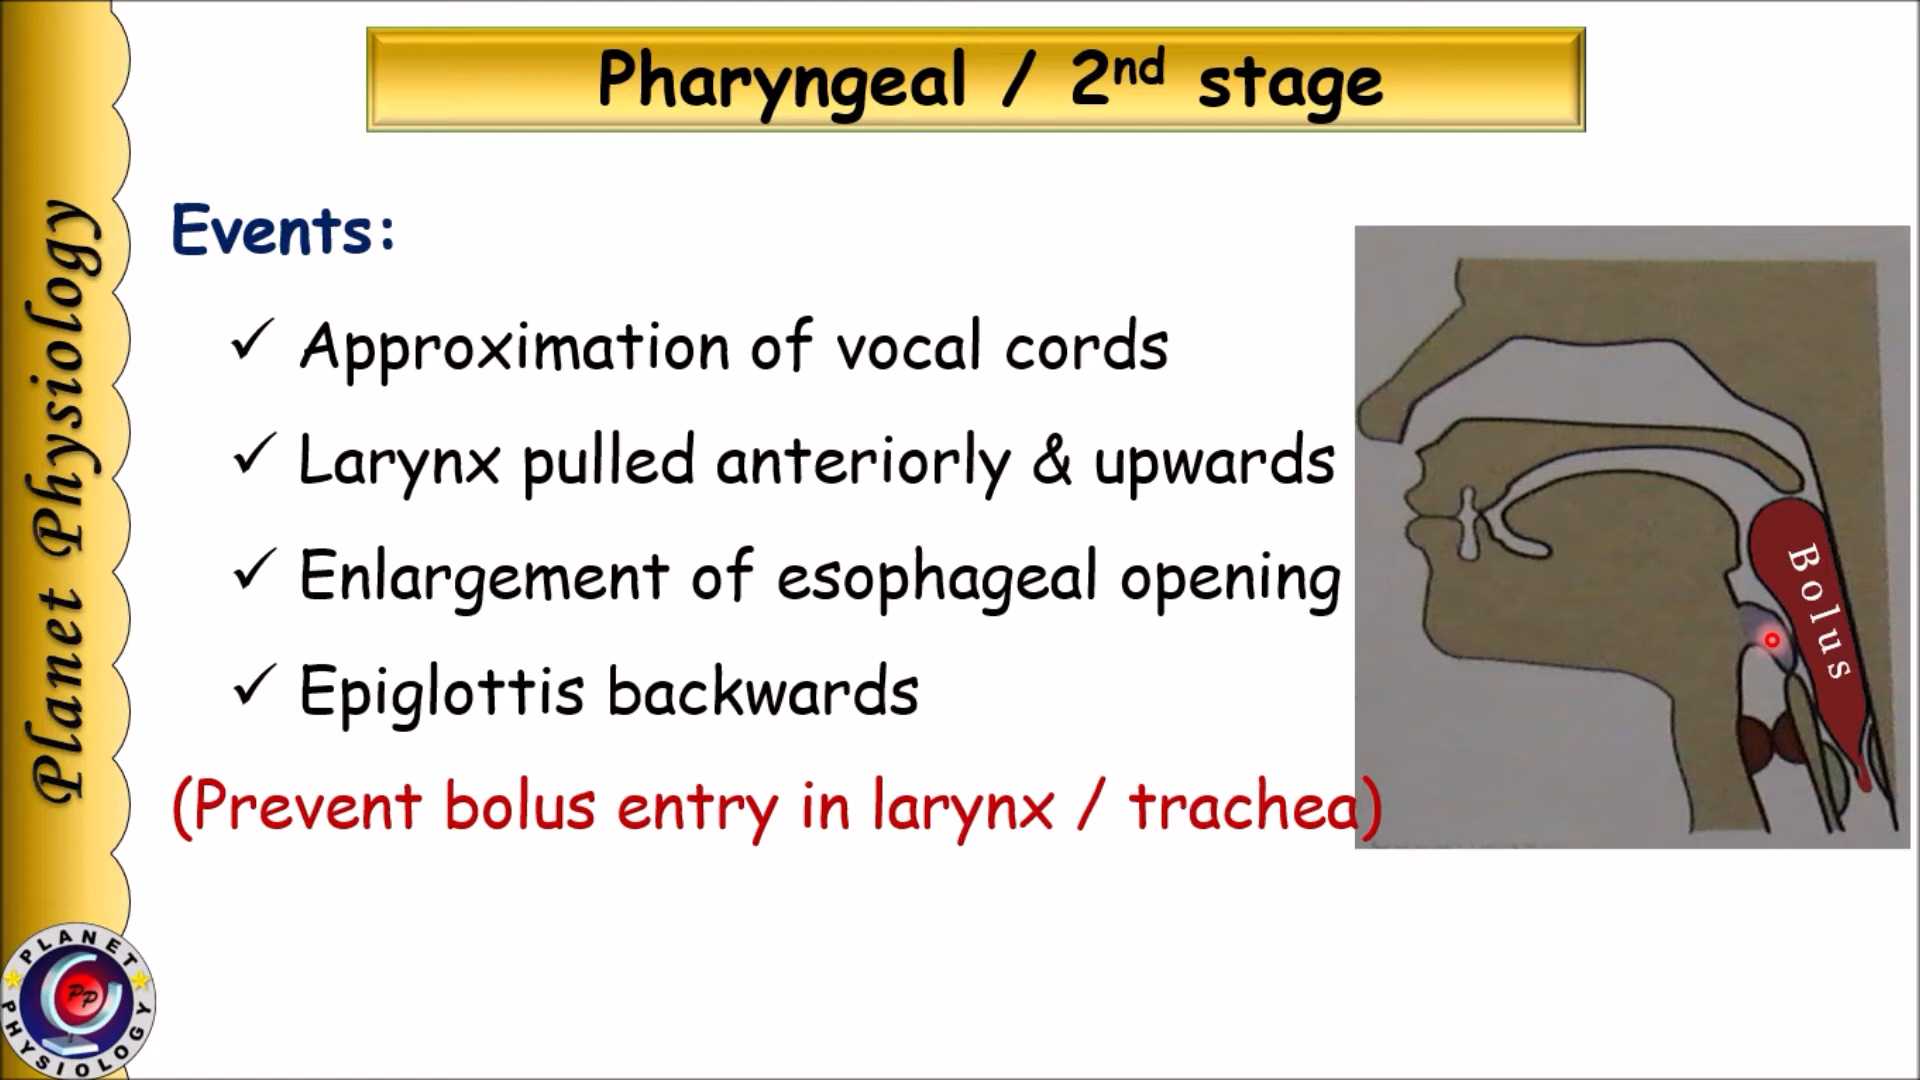 Pharyngeal / 2nd stage
Planet Physiology
Events:
✓ Approximation of vocal cords
✓ Larynx pulled anteriorly & upwards
✓ Enlargement of esophageal opening
✓ Epiglottis backwards
(Prevent bolus entry in larynx / trachea)
Bolus
PLANET
PP
PHYSIOLOGY